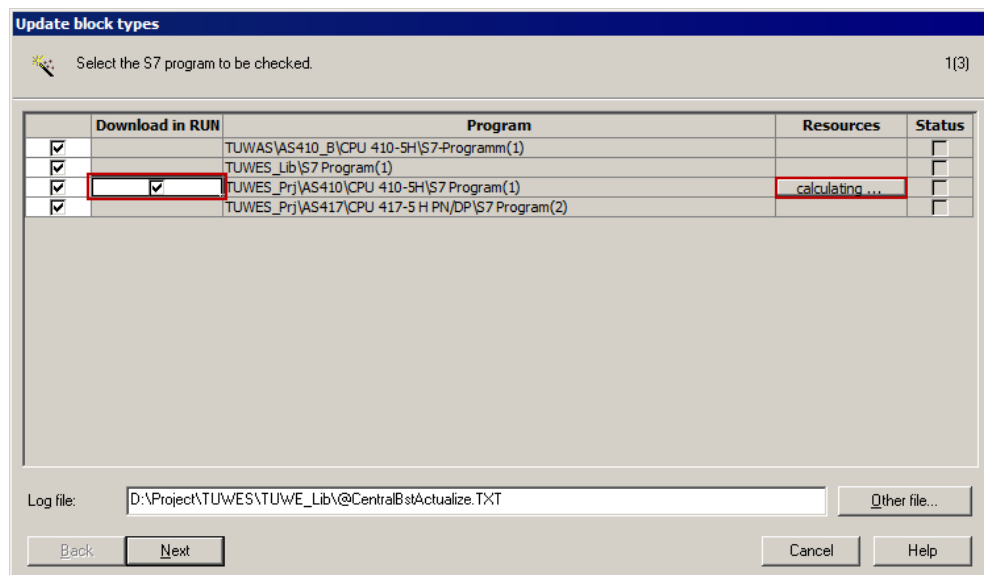 Update block types
Select the S7 program to be checked.
1(3)
Download in RUN Program Resources Status
TUWAS\AS410_B\CPU 410-5H\S7-Programm(1)
TUWES_Lib\S7 Program(1)
TUWES_Prj\AS410\CPU 410-5H\S7 Program(1) calculating ...
TUWES_Prj\AS417\CPU 417-5 H PN/DP\S7 Program(2)
Log file: D:\Project\TUWES\TUWE_Lib\@CentralBstActualize.TXT Other file...
Back Next Cancel Help